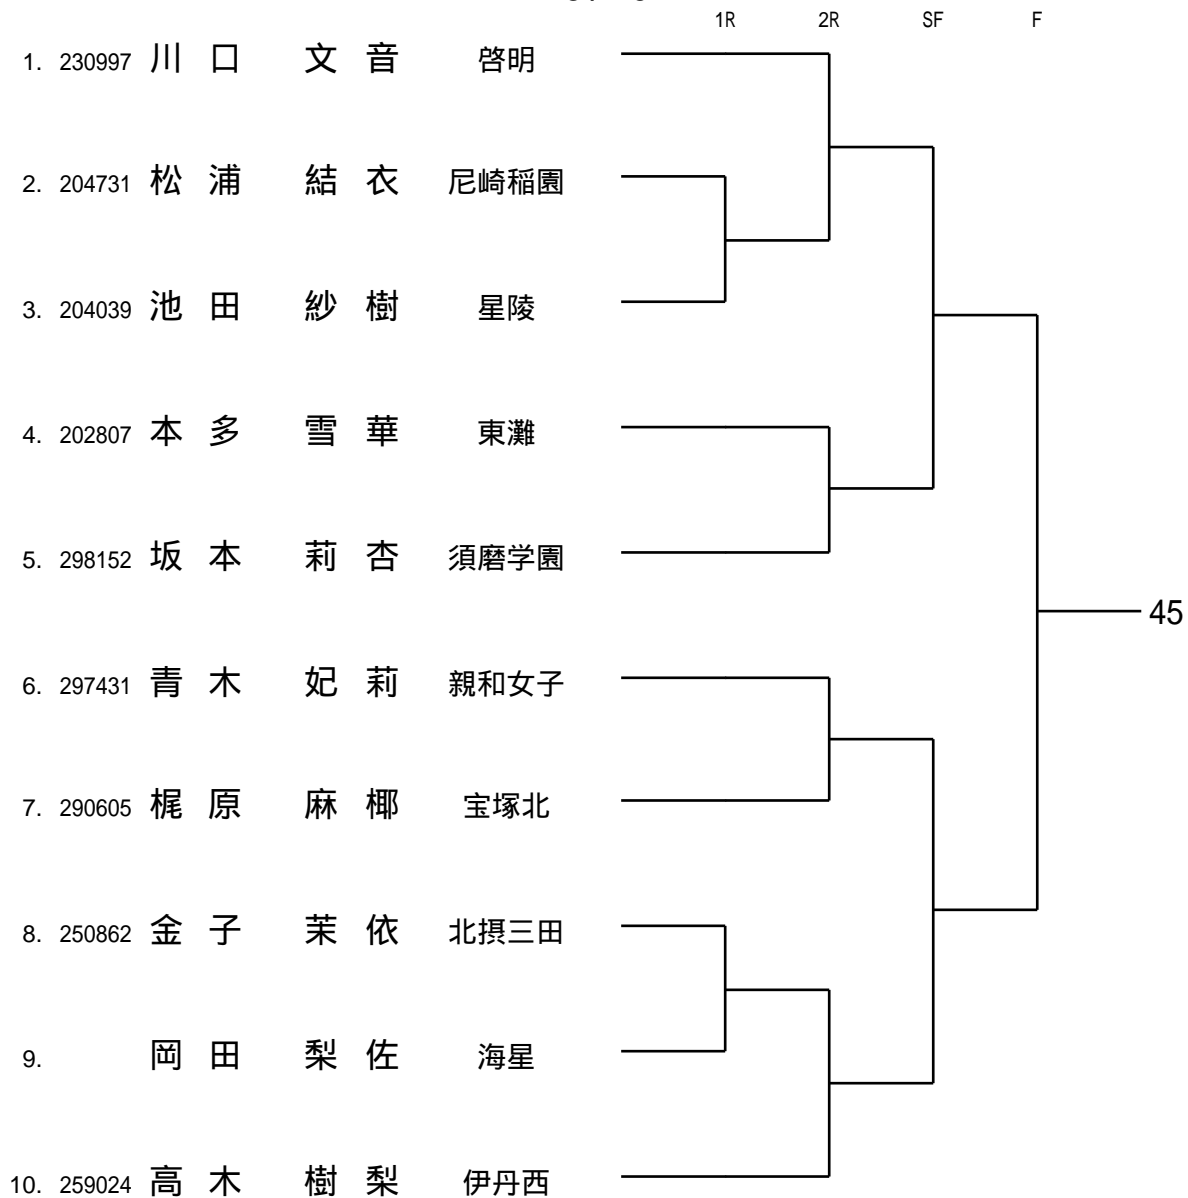 1R 2R SF F
1. 230997 川口 文音 啓明
2. 204731 松浦 結衣 尼崎稲園
3. 204039 池田 紗樹 星陵
4. 202807 本多 雪華 東灘
5. 298152 坂本 莉杏 須磨学園
45
6. 297431 青木 妃莉 親和女子
7. 290605 梶原 麻椰 宝塚北
8. 250862 金子 茉依 北摂三田
9. 岡田 梨佐 海星
10. 259024 高木 樹梨 伊丹西